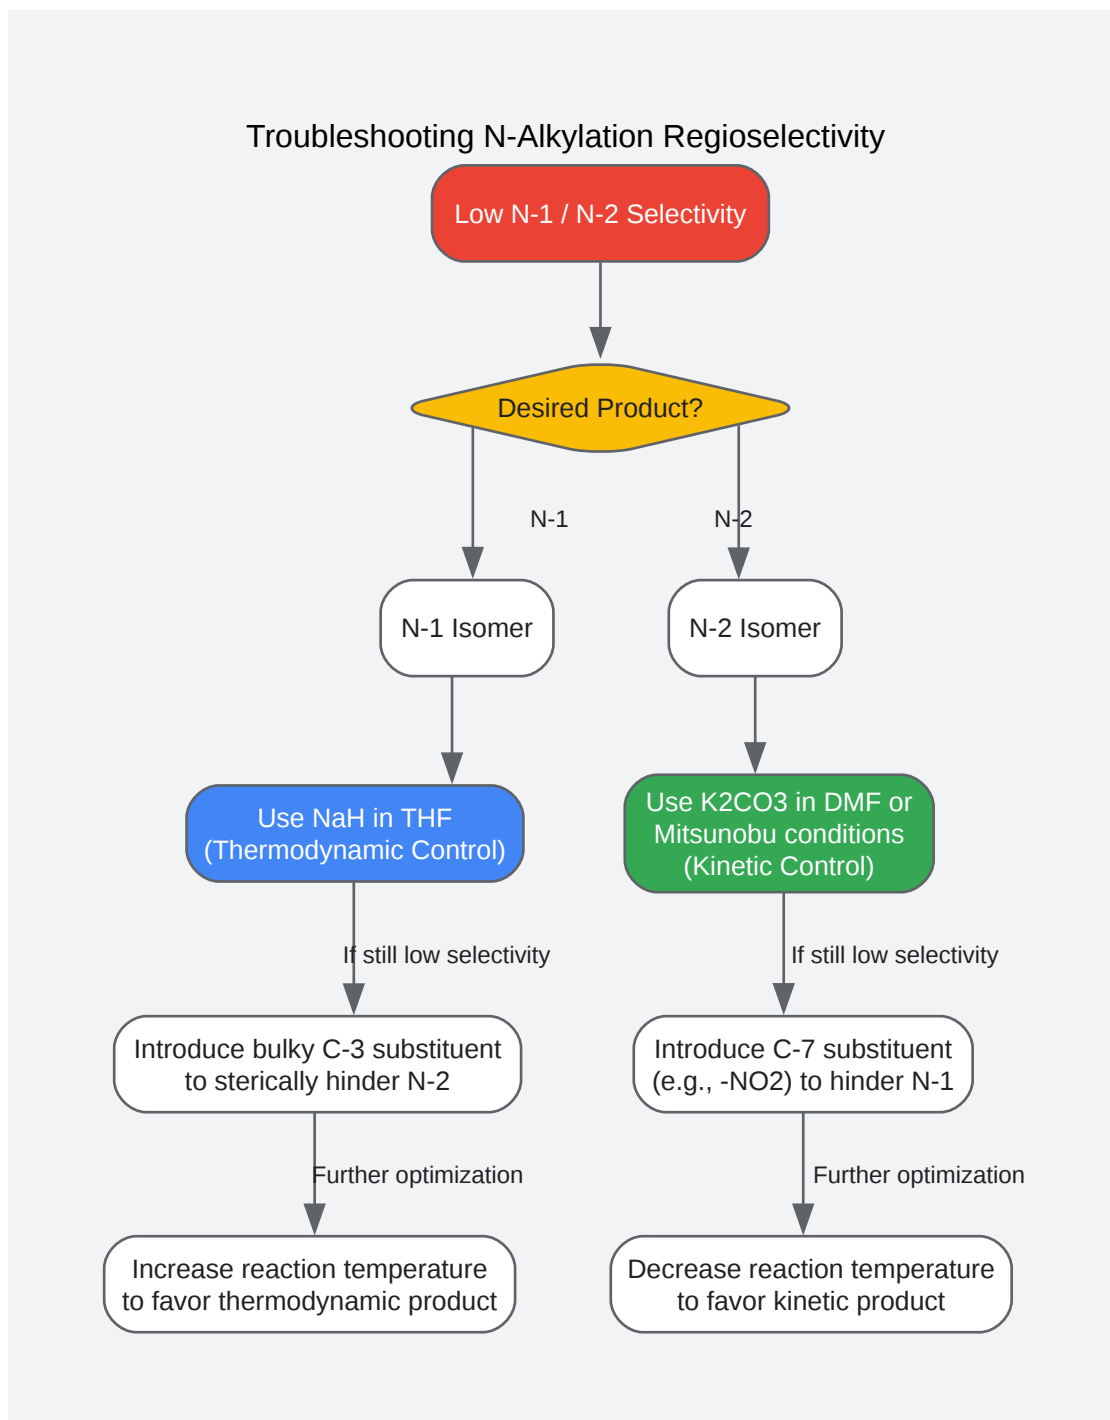 Troubleshooting N-Alkylation Regioselectivity
Low N-1 / N-2 Selectivity
Desired Product?
N-1
N-2
N-1 Isomer
N-2 Isomer
Use NaH in THF
(Thermodynamic Control)
Use K2CO3 in DMF or
Mitsunobu conditions
(Kinetic Control)
If still low selectivity
If still low selectivity
Introduce bulky C-3 substituent
to sterically hinder N-2
Introduce C-7 substituent
(e.g., -NO2) to hinder N-1
Further optimization
Further optimization
Increase reaction temperature
to favor thermodynamic product
Decrease reaction temperature
to favor kinetic product